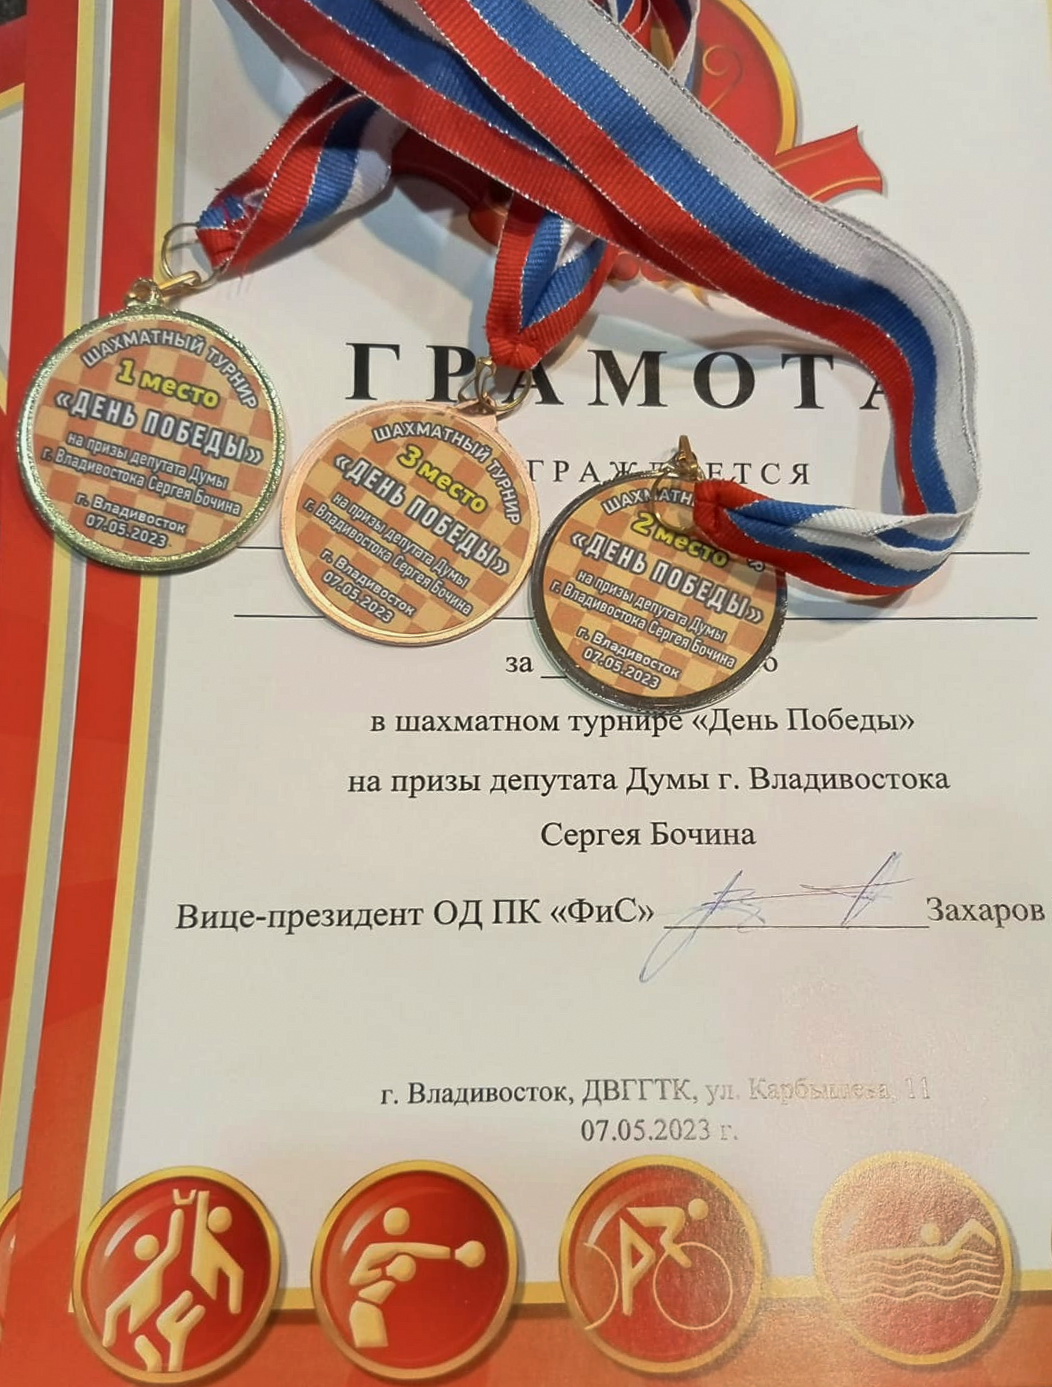 ШАХМАТНЫЙ ТУРНИР
1 место
«ДЕНЬ ПОБЕДЫ»
на призы депутата Думы
г. Владивостока Сергея Бочина
г. Владивосток
07.05.2023
ШАХМАТНЫЙ ТУРНИР
3 место
«ДЕНЬ ПОБЕДЫ»
на призы депутата Думы
г. Владивостока Сергея Бочина
г. Владивосток
07.05.2023
ШАХМАТН
2 место
«ДЕНЬ ПОБЕДЫ»
на призы депутата Думы
г. Владивостока Сергея Бочина
г. Владивосток
07.05.2023
ГРАМОТА
за
в шахматном турнире «День Победы»
на призы депутата Думы г. Владивостока
Сергея Бочина
Вице-президент ОД ПК «ФиС» Захаров
г. Владивосток, ДВГГТК, ул. Карбышева, 11
07.05.2023 г.